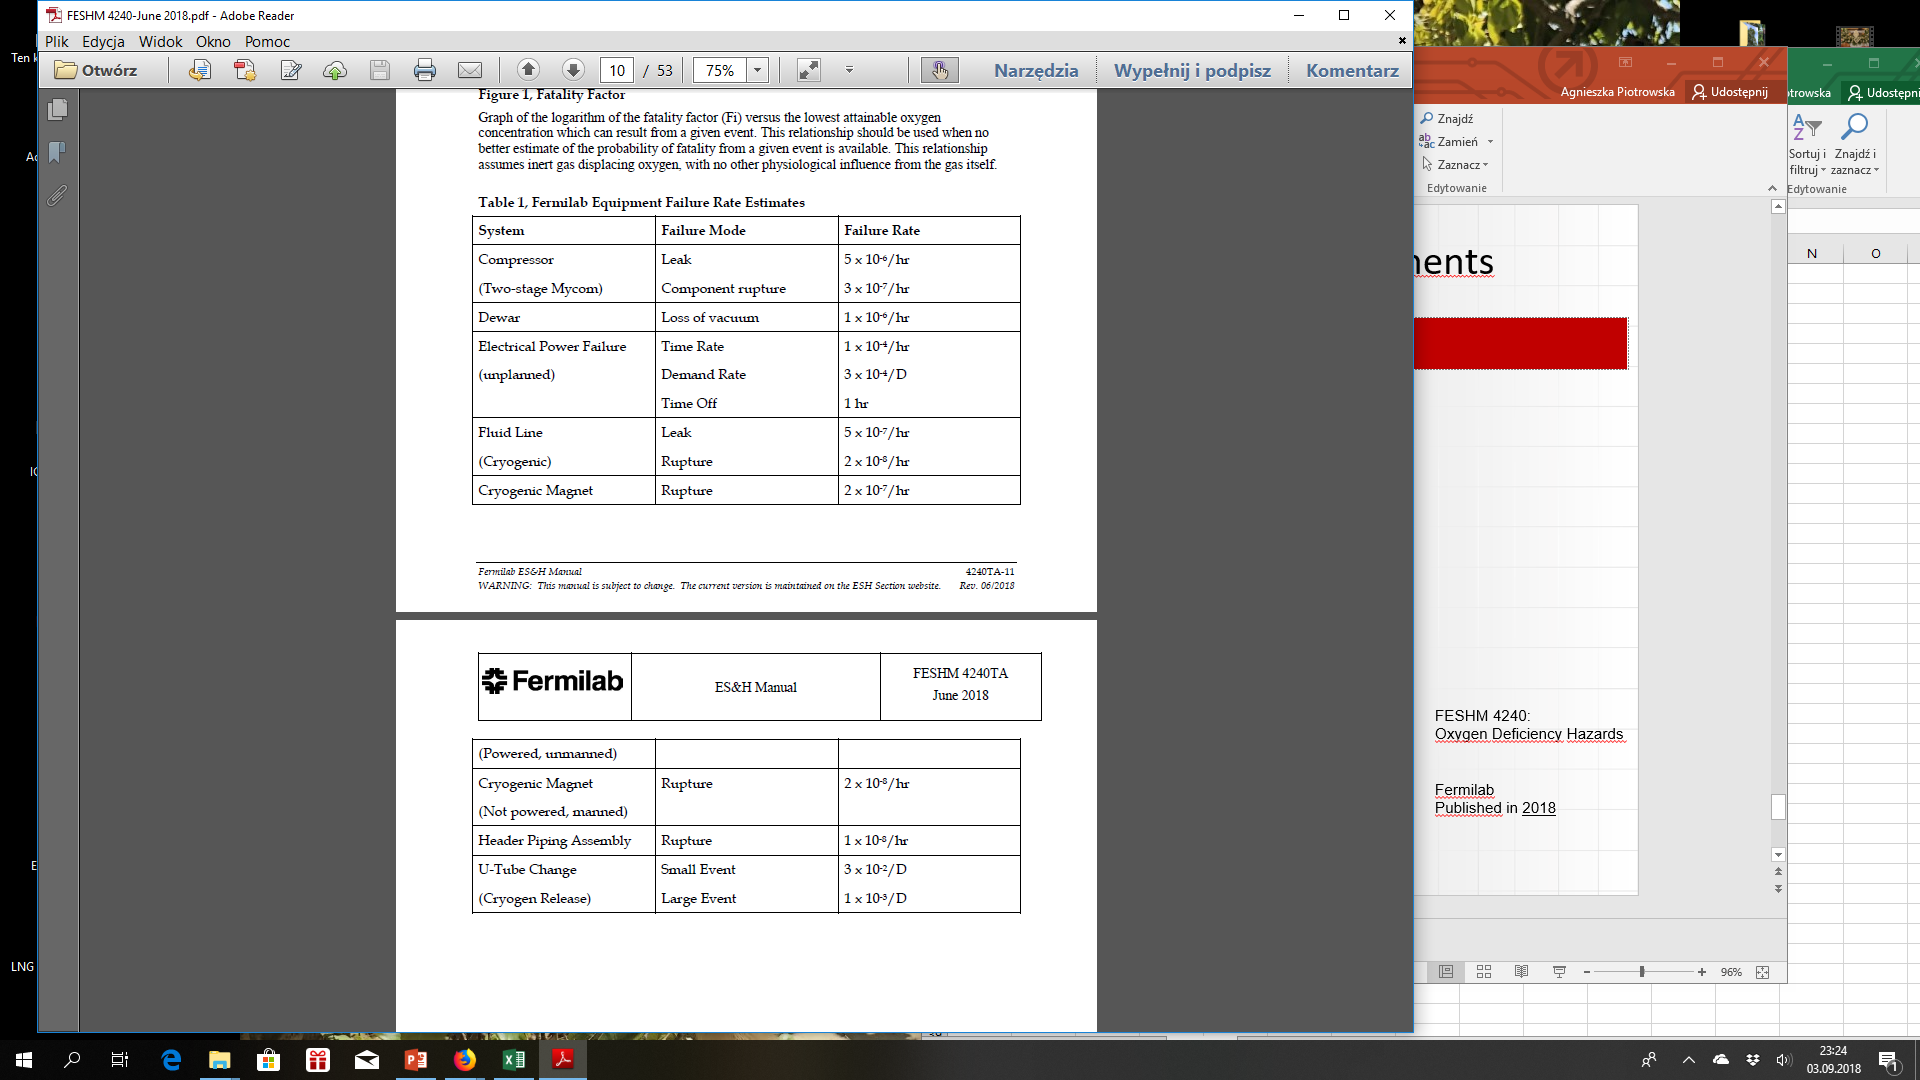 FESHM 4240-June 2018.pdf - Adobe Reader
Plik Edycja Widok Okno Pomoc
Otwórz
10 / 53
75%
Narzędzia
Wypełnij i podpisz
Komentarz
Figure 1, Fatality Factor
Graph of the logarithm of the fatality factor (Fi) versus the lowest attainable oxygen
concentration which can result from a given event. This relationship should be used when no
better estimate of the probability of fatality from a given event is available. This relationship
assumes inert gas displacing oxygen, with no other physiological influence from the gas itself.
Table 1, Fermilab Equipment Failure Rate Estimates
System Failure Mode Failure Rate
Compressor Leak 5 x 10⁻⁶/hr
(Two-stage Mycom) Component rupture 3 x 10⁻⁷/hr
Dewar Loss of vacuum 1 x 10⁻⁶/hr
Electrical Power Failure Time Rate 1 x 10⁻⁴/hr
(unplanned) Demand Rate 3 x 10⁻⁴/D
Time Off 1 hr
Fluid Line Leak 5 x 10⁻⁷/hr
(Cryogenic) Rupture 2 x 10⁻⁸/hr
Cryogenic Magnet Rupture 2 x 10⁻⁷/hr
Fermilab ES&H Manual 4240TA-11
WARNING: This manual is subject to change. The current version is maintained on the ESH Section website. Rev. 06/2018
Fermilab
ES&H Manual
FESHM 4240TA
June 2018
(Powered, unmanned)
Cryogenic Magnet Rupture 2 x 10⁻⁸/hr
(Not powered, manned)
Header Piping Assembly Rupture 1 x 10⁻⁸/hr
U-Tube Change Small Event 3 x 10⁻²/D
(Cryogen Release) Large Event 1 x 10⁻³/D
Agnieszka Piotrowska
Udostępnij
Znajdź
Zamień
Zaznacz
Edytowanie
ments
FESHM 4240:
Oxygen Deficiency Hazards
Fermilab
Published in 2018
96%
trowska
Udostępni
Sortuj i
filtruj
Znajdź i
zaznacz
Edytowanie
N O
Ten k
LNG
23:24
03.09.2018
1